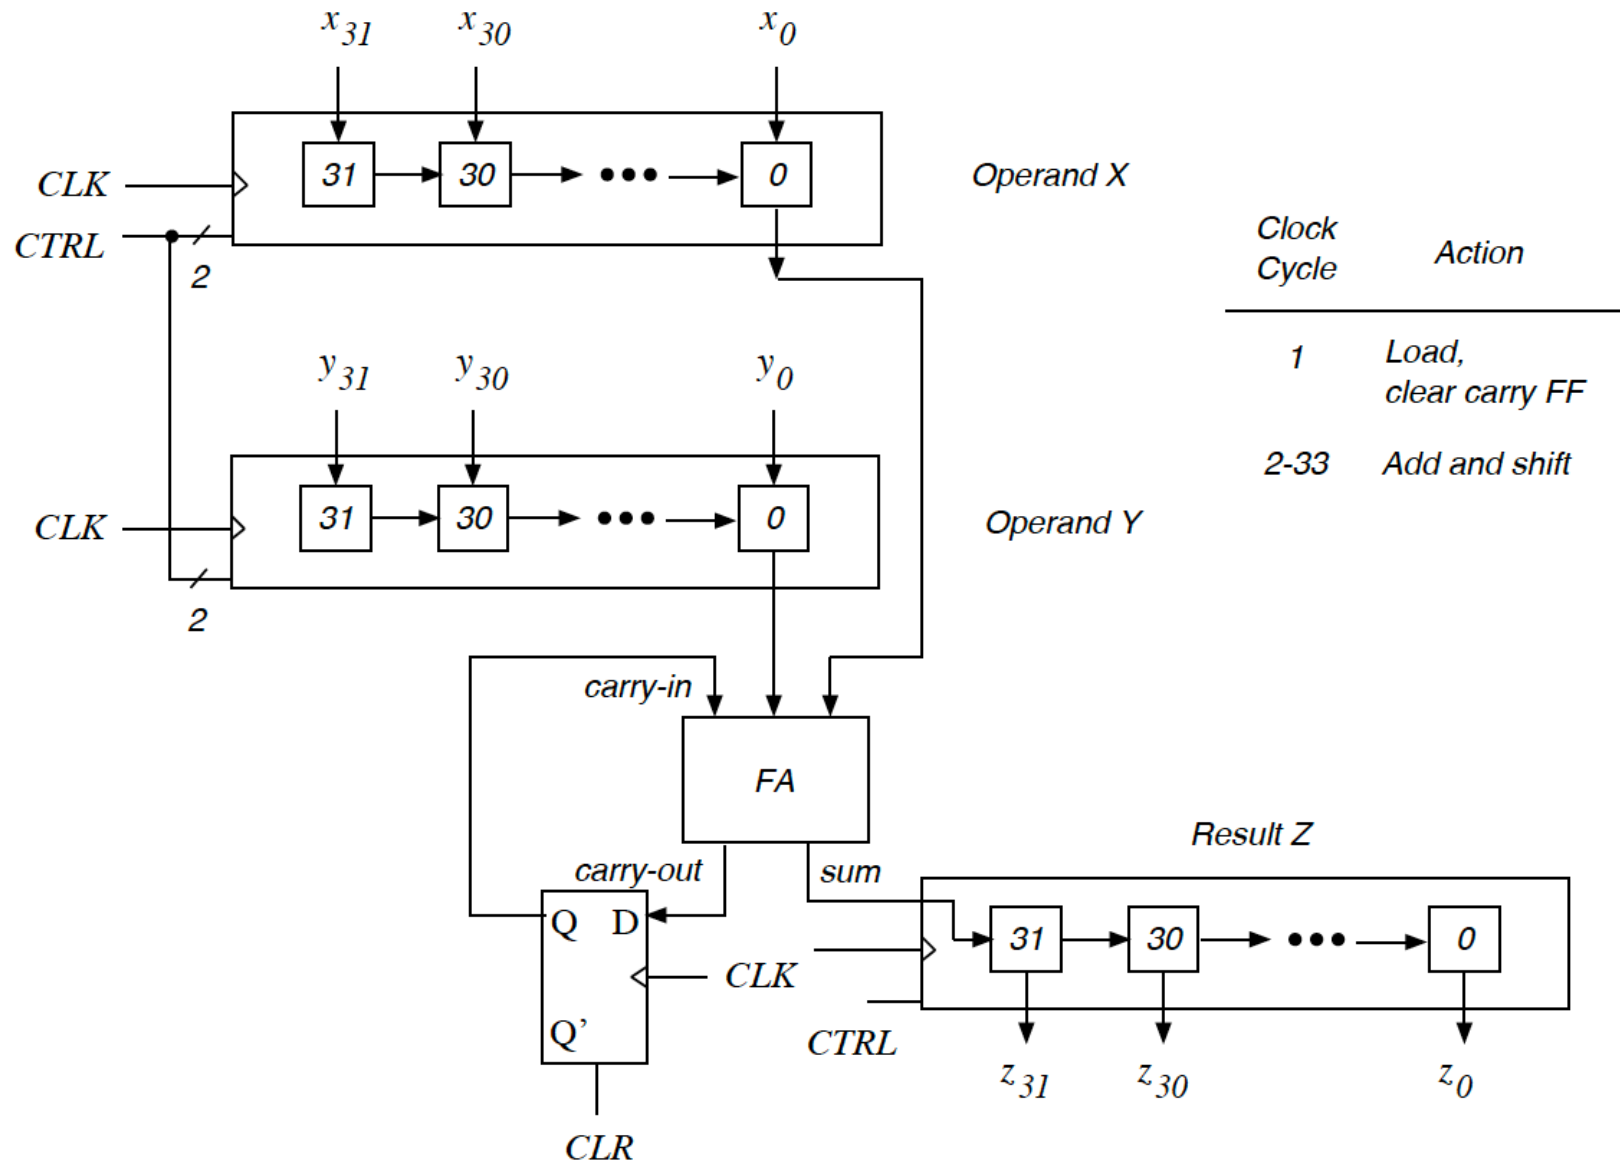 x31 x30 x0
31 30 ••• 0
CLK
CTRL
2
Operand X
Clock
Cycle Action
1 Load,
clear carry FF
2-33 Add and shift
y31 y30 y0
31 30 ••• 0
CLK
2
Operand Y
carry-in
FA
carry-out
sum
Q D
Q’
CLK
CLR
Result Z
31 30 ••• 0
CTRL
z31 z30 z0